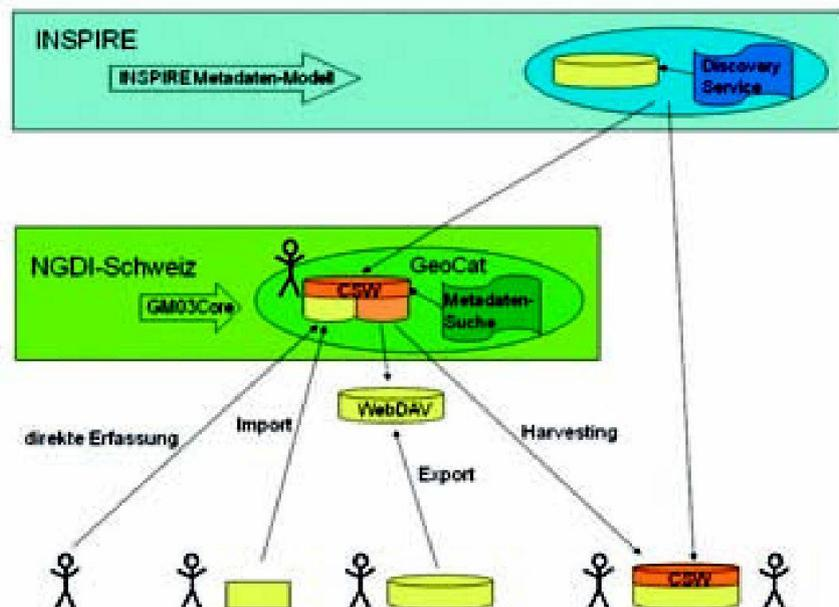 INSPIRE
INSPIRE Metadaten-Modell
Discovery
Service
NGDI-Schweiz
GM03Core
GeoCat
CSW
Metadaten-
Suche
direkte Erfassung
Import
WebDAV
Export
Harvesting
CSW